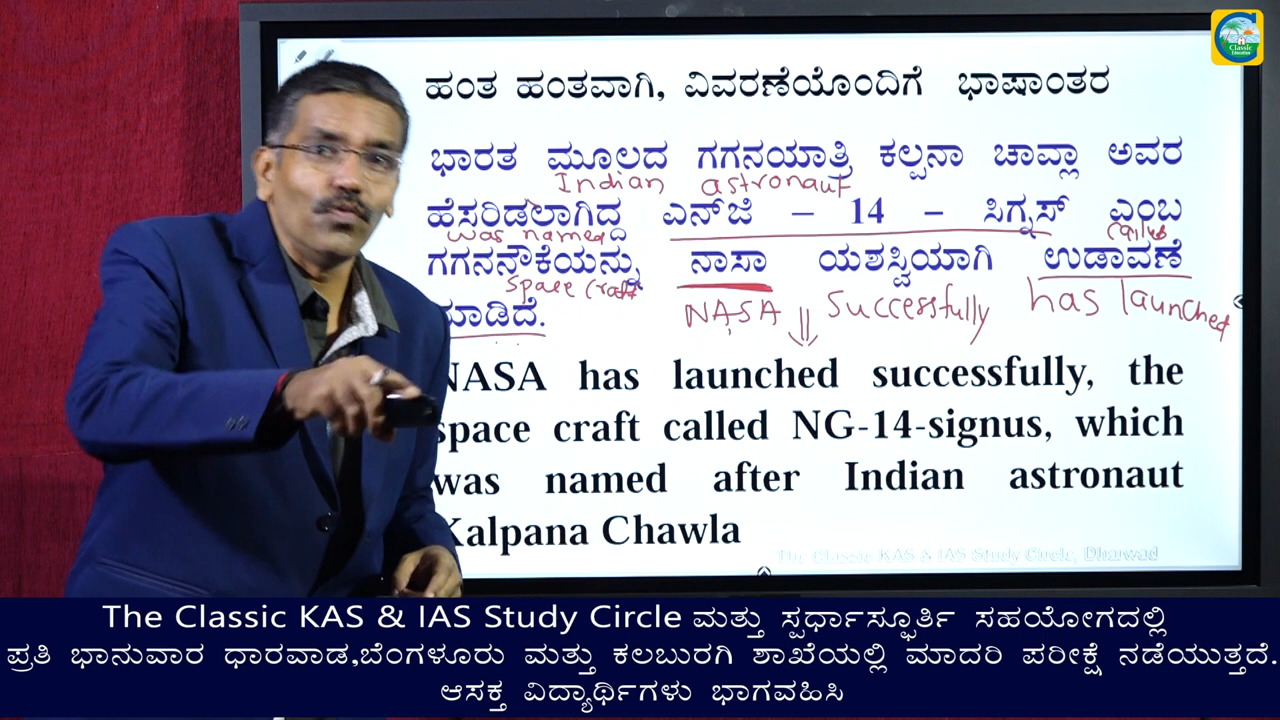 Classic
Education
ಹಂತ ಹಂತವಾಗಿ, ವಿವರಣೆಯೊಂದಿಗೆ ಭಾಷಾಂತರ
ಭಾರತ ಮೂಲದ ಗಗನಯಾತ್ರಿ ಕಲ್ಪನಾ ಚಾವ್ಲಾ ಅವರ
Indian astronaut
ಹೆಸರಿಡಲಾಗಿದ್ದ ಎನ್‌ಜಿ – 14 – ಸಿಗ್ನಸ್ ಎಂಬ
was named called
ಗಗನನೌಕೆಯನ್ನು ನಾಸಾ ಯಶಸ್ವಿಯಾಗಿ ಉಡಾವಣೆ
space craft NASA Successfully has launched
ಮಾಡಿದೆ.
NASA has launched successfully, the
space craft called NG-14-signus, which
was named after Indian astronaut
Kalpana Chawla
The Classic KAS & IAS Study Circle, Dharwad
The Classic KAS & IAS Study Circle ಮತ್ತು ಸ್ಪರ್ಧಾಸ್ಫೂರ್ತಿ ಸಹಯೋಗದಲ್ಲಿ
ಪ್ರತಿ ಭಾನುವಾರ ಧಾರವಾಡ,ಬೆಂಗಳೂರು ಮತ್ತು ಕಲಬುರಗಿ ಶಾಖೆಯಲ್ಲಿ ಮಾದರಿ ಪರೀಕ್ಷೆ ನಡೆಯುತ್ತದೆ.
ಆಸಕ್ತ ವಿದ್ಯಾರ್ಥಿಗಳು ಭಾಗವಹಿಸಿ